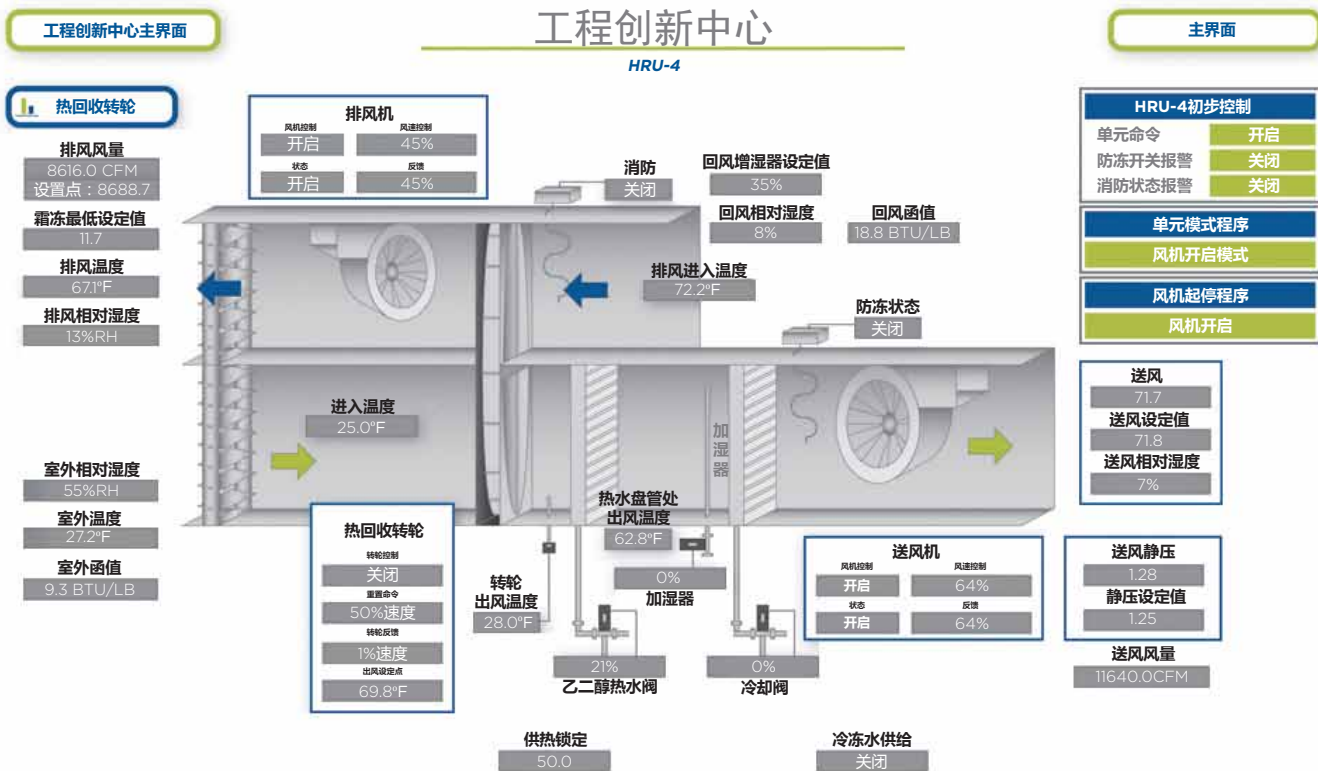 工程创新中心主界面
工程创新中心
主界面
HRU-4
热回收转轮
排风风量
8616.0 CFM
设置点：8688.7
霜冻最低设定值
11.7
排风温度
67.1°F
排风相对湿度
13%RH
室外相对湿度
55%RH
室外温度
27.2°F
室外函值
9.3 BTU/LB
排风机
风机控制 风速控制
开启 45%
状态 反馈
开启 45%
消防
关闭
回风增湿器设定值
35%
回风相对湿度 回风函值
8% 18.8 BTU/LB
排风进入温度
72.2°F
防冻状态
关闭
进入温度
25.0°F
加湿器
热水盘管处
出风温度
62.8°F
0%
加湿器
热回收转轮
转轮控制
关闭
重置命令
50%速度
转轮反馈
1%速度
出风设定点
69.8°F
转轮
出风温度
28.0°F
21%
乙二醇热水阀
0%
冷却阀
送风机
风机控制 风速控制
开启 64%
状态 反馈
开启 64%
供热锁定
50.0
冷冻水供给
关闭
HRU-4初步控制
单元命令 开启
防冻开关报警 关闭
消防状态报警 关闭
单元模式程序
风机开启模式
风机起停程序
风机开启
送风
71.7
送风设定值
71.8
送风相对湿度
7%
送风静压
1.28
静压设定值
1.25
送风风量
11640.0CFM